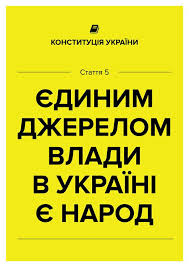 КОНСТИТУЦІЯ УКРАЇНИ
Стаття 5
ЄДИНИМ
ДЖЕРЕЛОМ
ВЛАДИ
В УКРАЇНІ
Є НАРОД